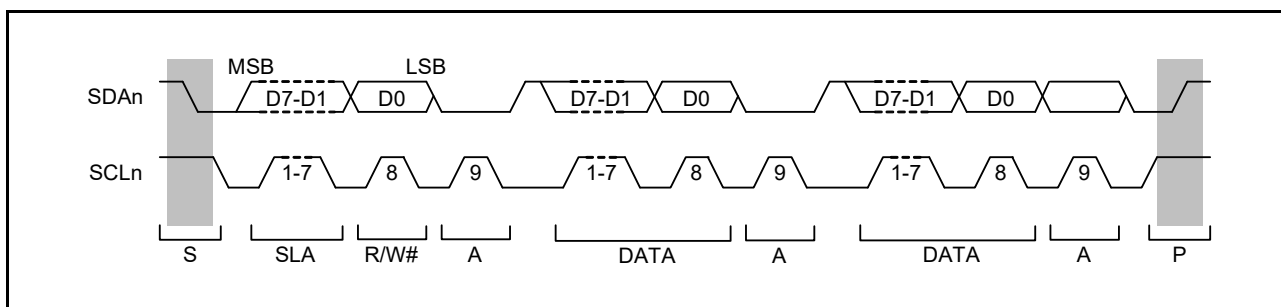 MSB LSB
SDAn D7-D1 D0 D7-D1 D0 D7-D1 D0
SCLn 1-7 8 9 1-7 8 9 1-7 8 9
S SLA R/W# A DATA A DATA A P